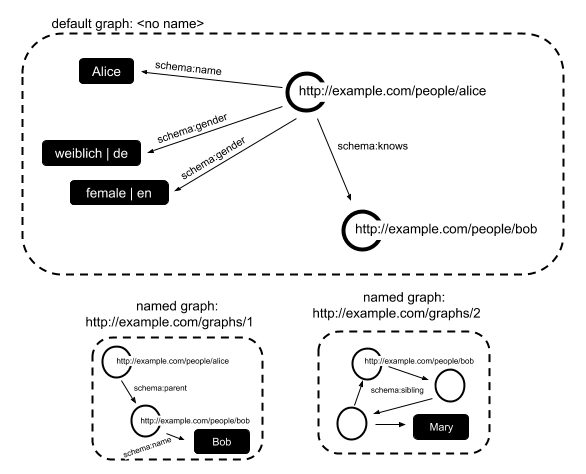 default graph: <no name>
Alice
schema:name
http://example.com/people/alice
schema:gender
weiblich | de
schema:gender
female | en
schema:knows
http://example.com/people/bob
named graph:
http://example.com/graphs/1
http://example.com/people/alice
schema:parent
http://example.com/people/bob
schema:name
Bob
named graph:
http://example.com/graphs/2
http://example.com/people/bob
schema:sibling
Mary